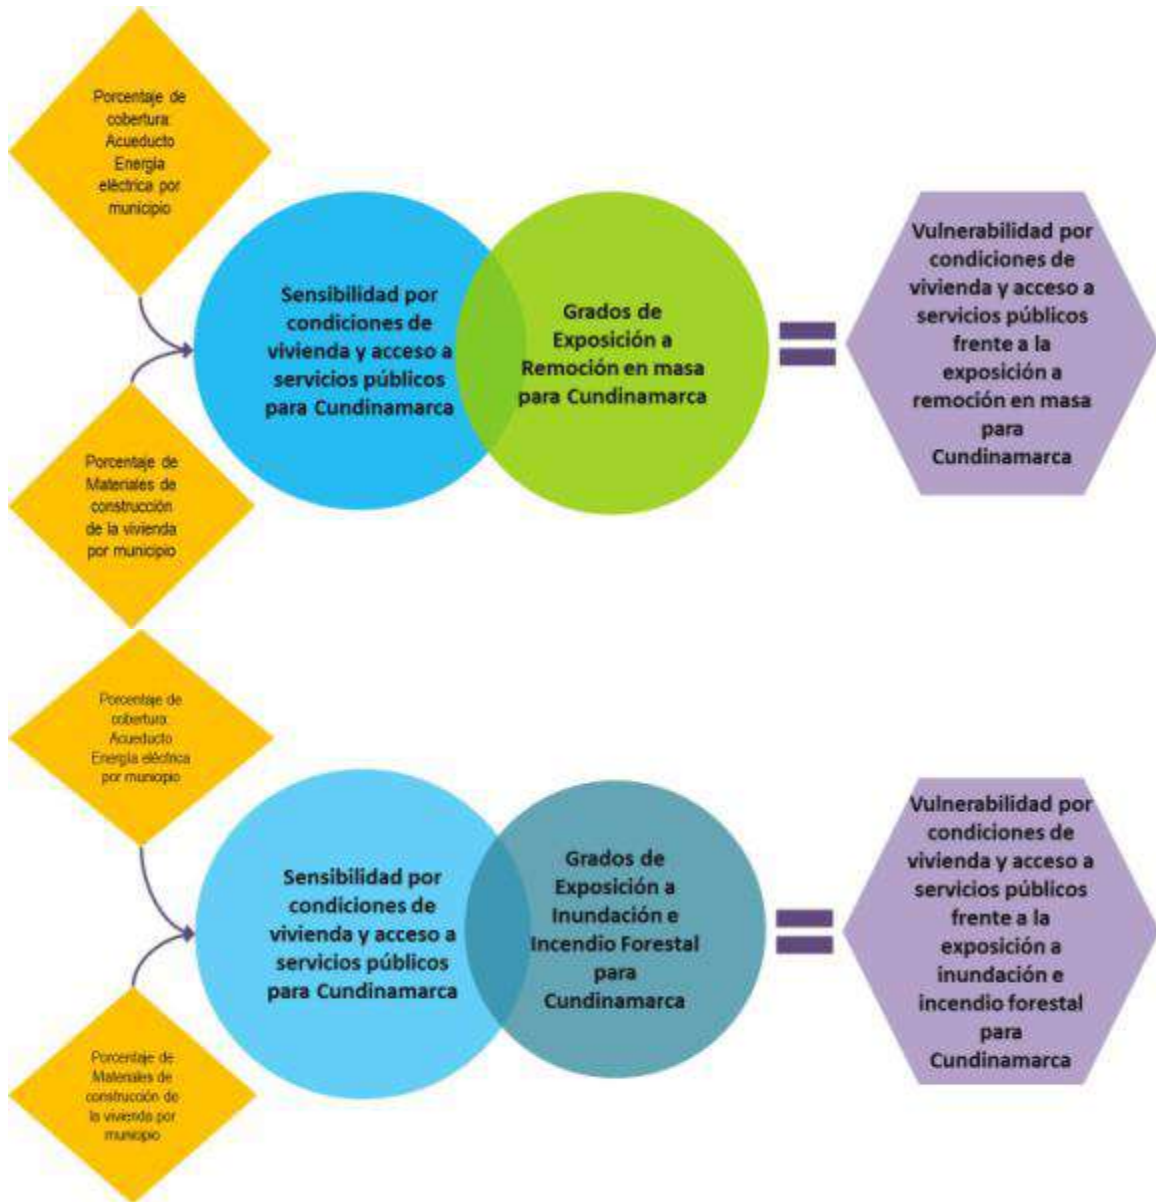 Porcentaje de
cobertura:
Acueducto
Energía
eléctrica por
municipio
Sensibilidad por
condiciones de
vivienda y acceso a
servicios públicos
para Cundinamarca
Grados de
Exposición a
Remoción en masa
para Cundinamarca
Vulnerabilidad por
condiciones de
vivienda y acceso a
servicios públicos
frente a la
exposición a
remoción en masa
para
Cundinamarca
Porcentaje de
Materiales de
construcción
de la vivienda
por municipio
Porcentaje de
cobertura:
Acueducto
Energía eléctrica
por municipio
Sensibilidad por
condiciones de
vivienda y acceso a
servicios públicos
para Cundinamarca
Grados de
Exposición a
Inundación e
Incendio Forestal
para
Cundinamarca
Vulnerabilidad por
condiciones de
vivienda y acceso a
servicios públicos
frente a la
exposición a
inundación e
incendio forestal
para
Cundinamarca
Porcentaje de
Materiales de
construcción de
la vivienda por
municipio